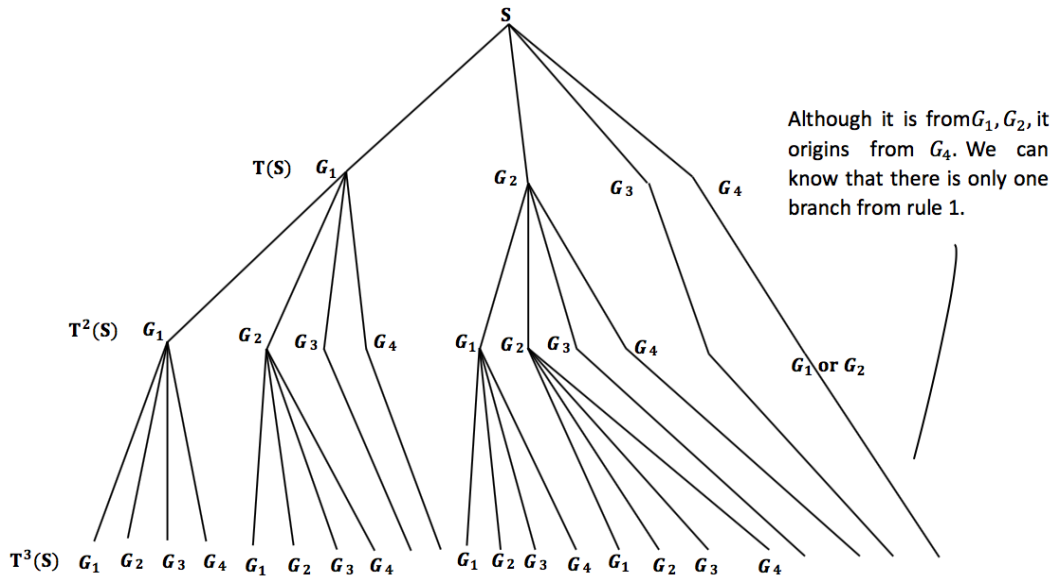 S
Although it is from G₁, G₂, it
origins from G₄. We can
know that there is only one
branch from rule 1.
T(S) G₁ G₂ G₃ G₄
T²(S) G₁ G₂ G₃ G₄ G₁ G₂ G₃ G₄ G₁ or G₂
T³(S) G₁ G₂ G₃ G₄ G₁ G₂ G₃ G₄ G₁ G₂ G₃ G₄ G₁ G₂ G₃ G₄